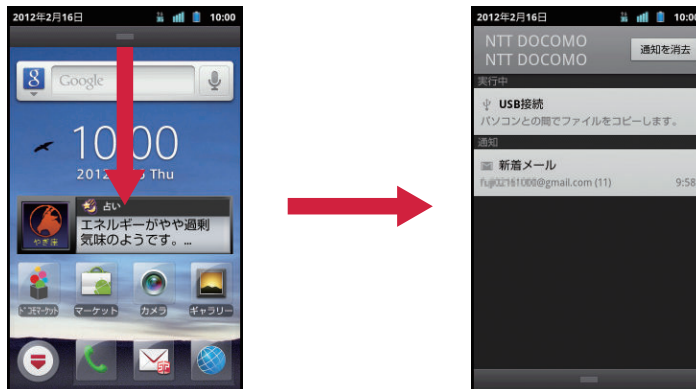 2012年2月16日
10:00
Google
10:00
Thu
占い
やぎ座
エネルギーがやや過剰
気味のようです。...
ドコモマーケット
マーケット
カメラ
ギャラリー
2012年2月16日
10:00
NTT DOCOMO
NTT DOCOMO
通知を消去
実行中
USB接続
パソコンとの間でファイルをコピーします。
通知
新着メール
@gmail.com (11)
9:58